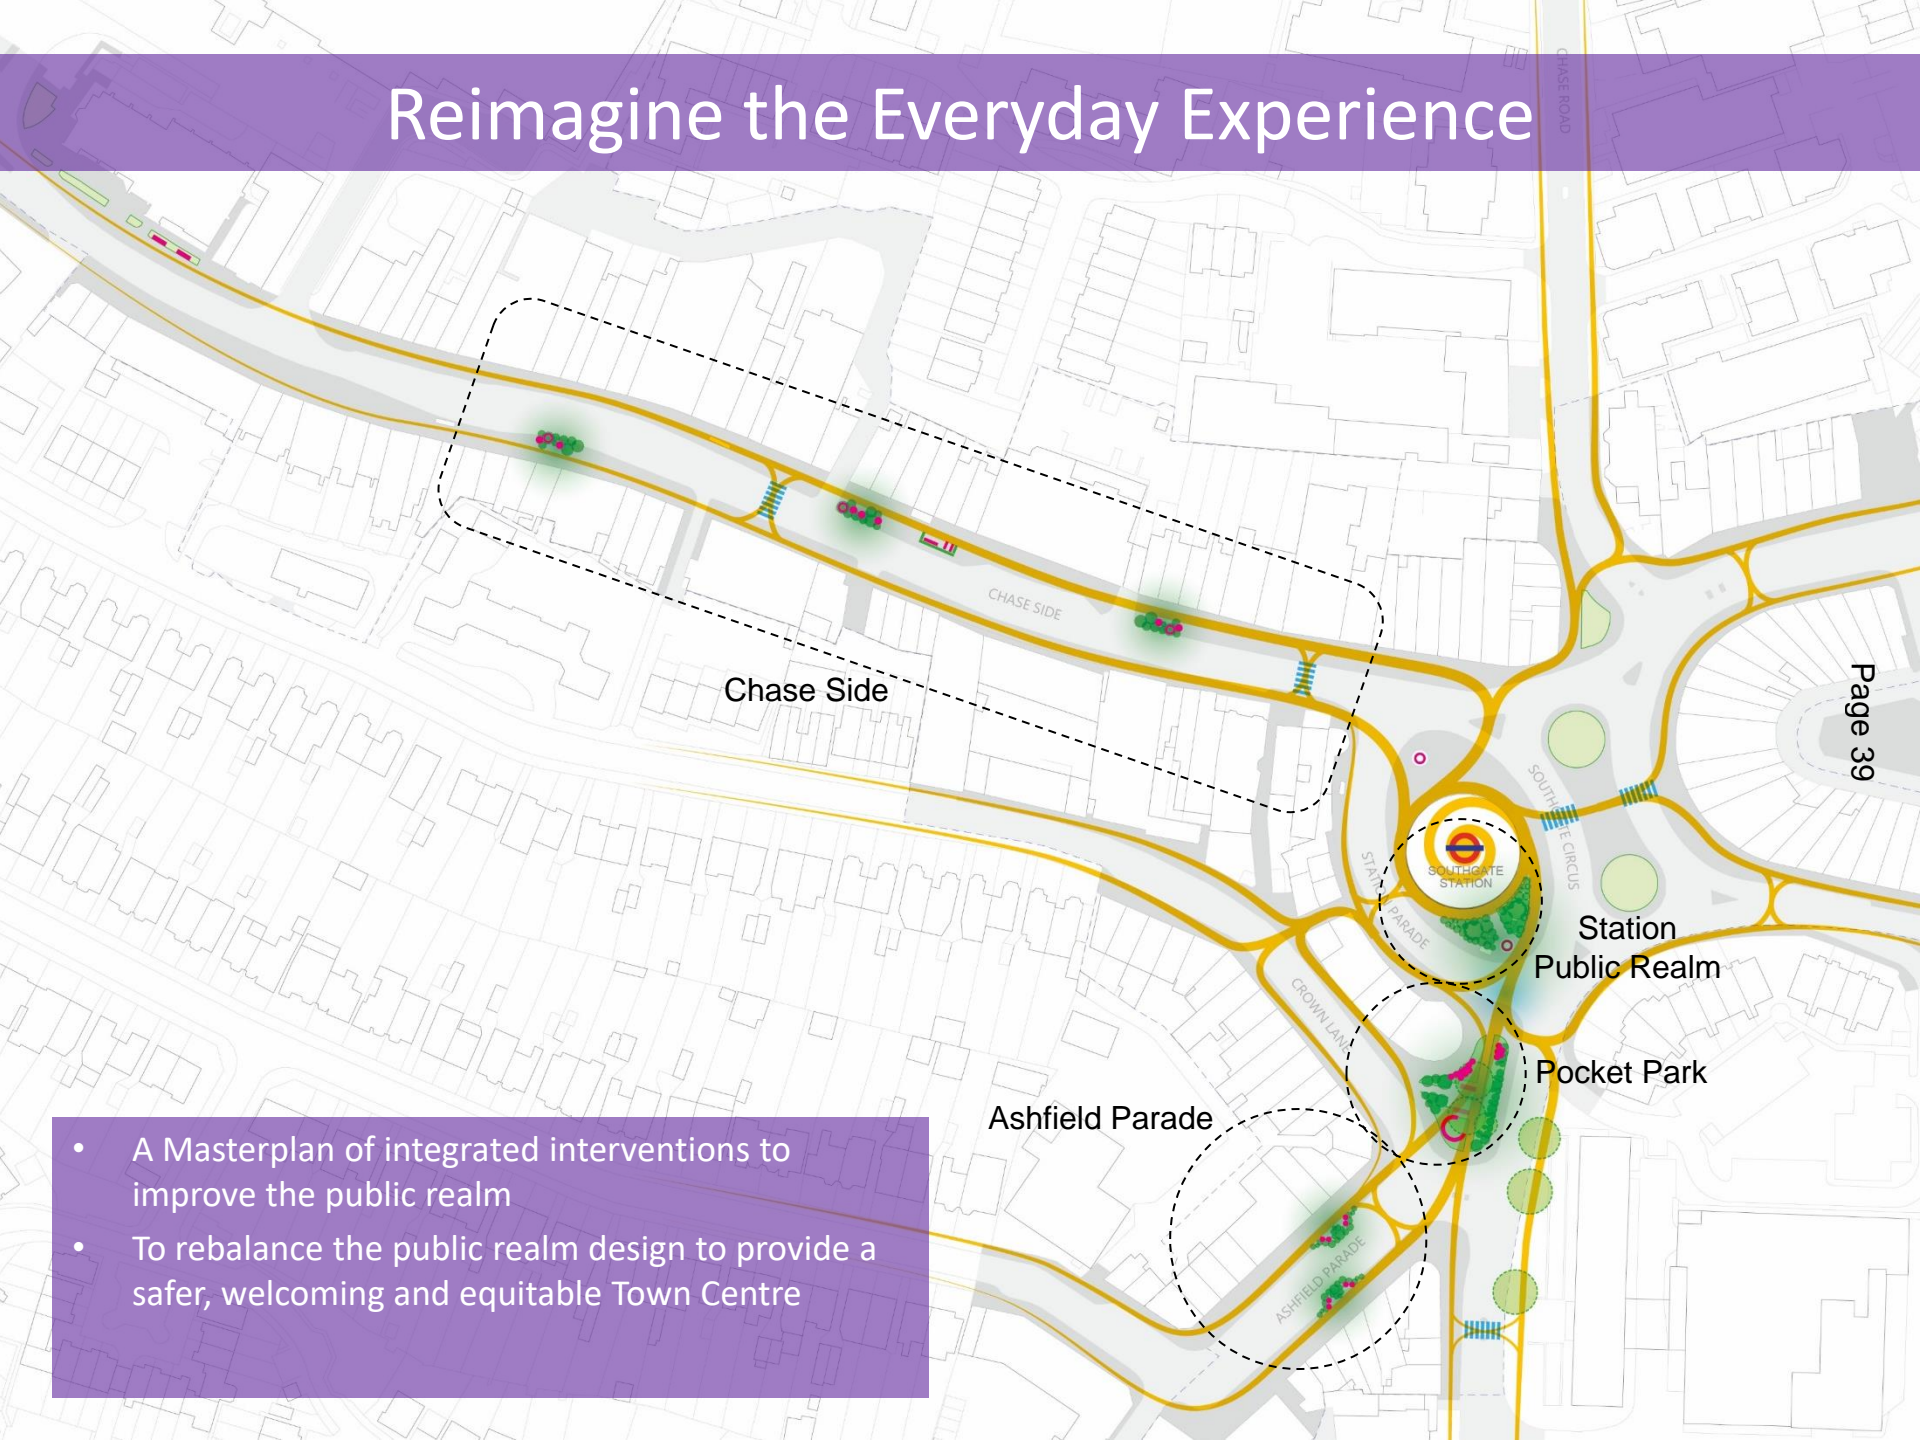 Reimagine the Everyday Experience
CHASE ROAD
CHASE SIDE
Chase Side
Page 39
SOUTHGATE CIRCUS
SOUTHGATE
STATION
STATION PARADE
Station
Public Realm
CROWN LANE
Pocket Park
Ashfield Parade
ASHFIELD PARADE
• A Masterplan of integrated interventions to
improve the public realm
• To rebalance the public realm design to provide a
safer, welcoming and equitable Town Centre